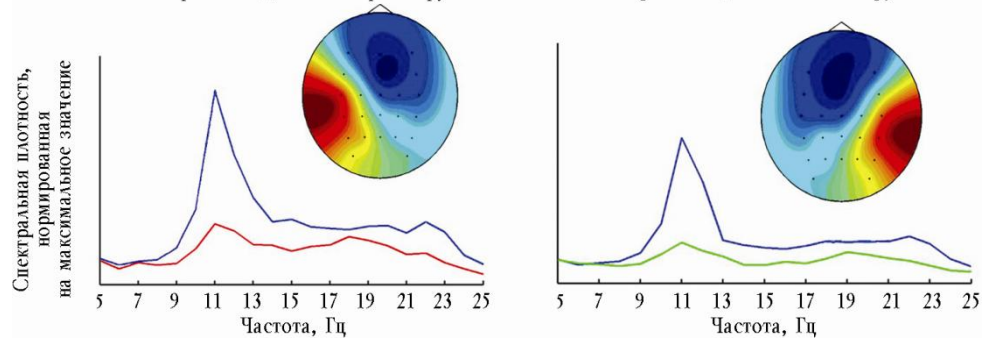 Спектральная плотность,
нормированная
на максимальное значение
5 7 9 11 13 15 17 19 21 23 25
Частота, Гц
5 7 9 11 13 15 17 19 21 23 25
Частота, Гц